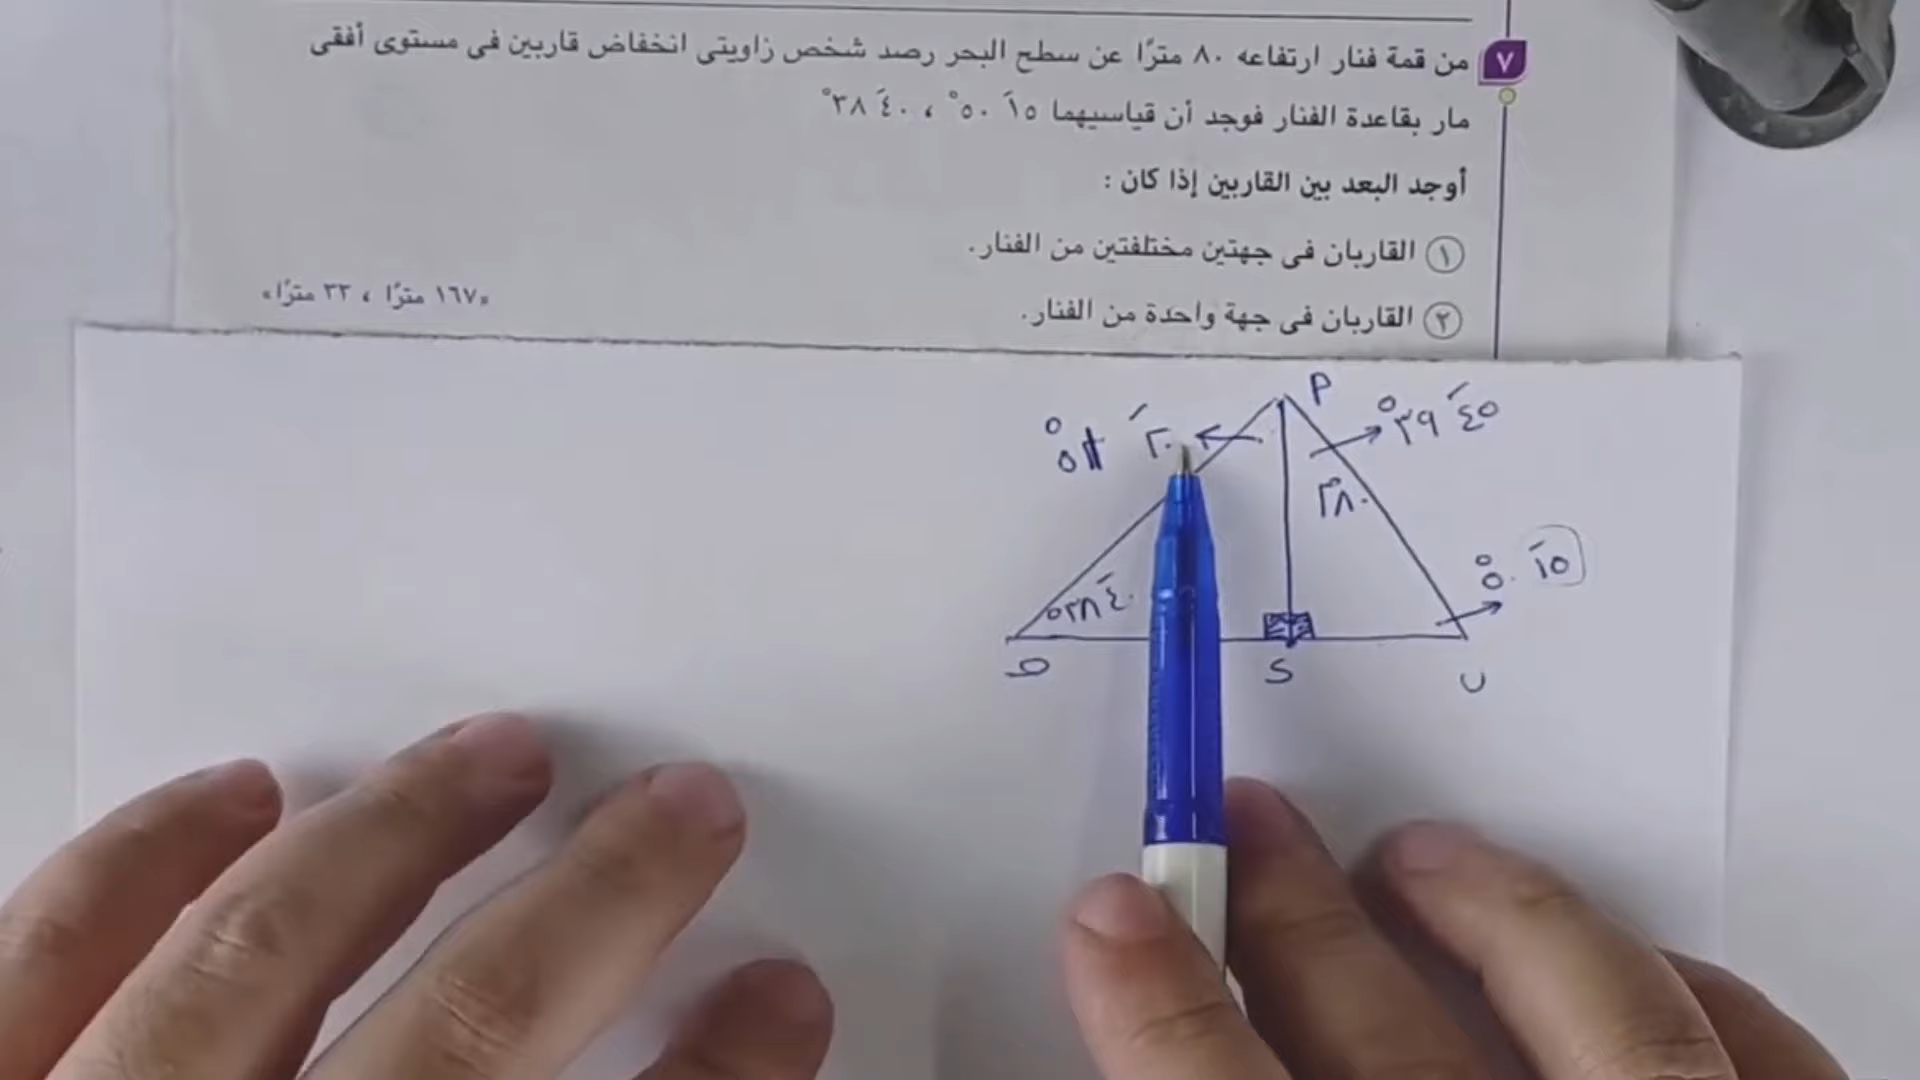 ٧ من قمة فنار ارتفاعه ٨٠ مترًا عن سطح البحر رصد شخص زاويتى انخفاض قاربين فى مستوى أفقى
مار بقاعدة الفنار فوجد أن قياسيهما ١٥َ ٥٠° ، ٤٠َ ٣٨°
أوجد البعد بين القاربين إذا كان :
١ القاربان فى جهتين مختلفتين من الفنار.
٢ القاربان فى جهة واحدة من الفنار.
«١٦٧ مترًا ، ٣٣ مترًا»
٤٥َ ٣٩°
٢٠َ ٥١°
٨٠م
١٥َ ٥٠°
٤٠َ ٣٨°